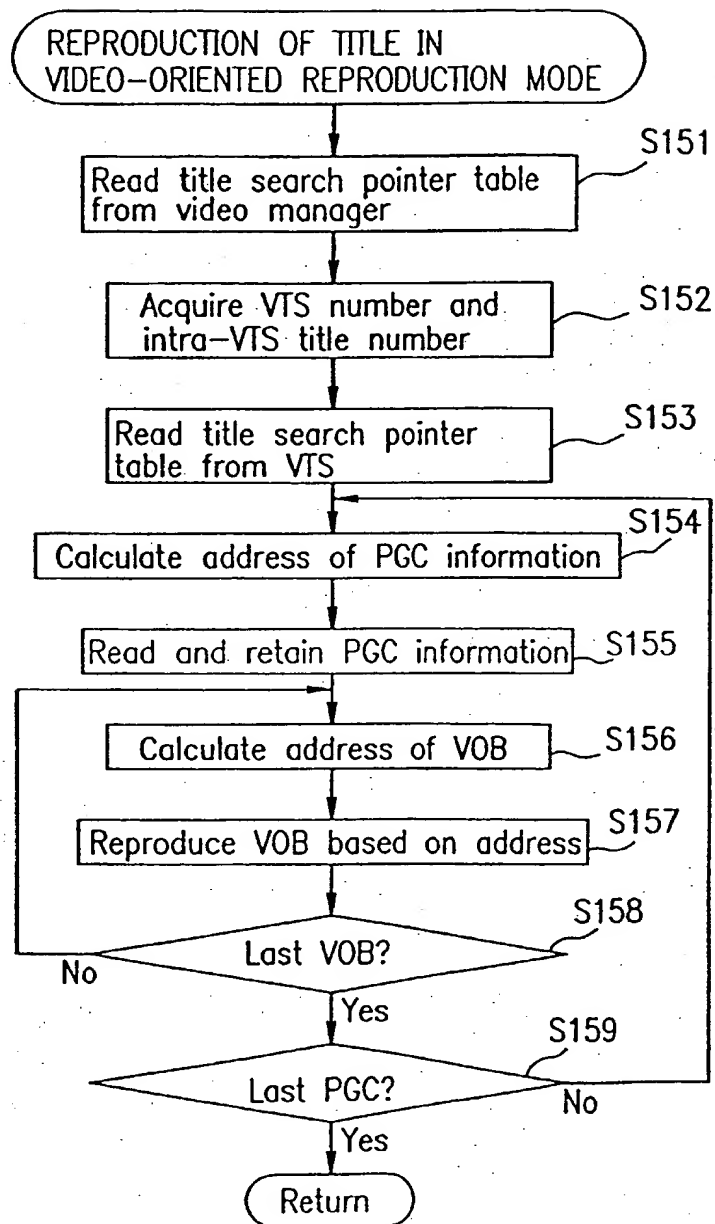 REPRODUCTION OF TITLE IN
VIDEO-ORIENTED REPRODUCTION MODE
S151
Read title search pointer table
from video manager
S152
Acquire VTS number and
intra-VTS title number
S153
Read title search pointer
table from VTS
S154
Calculate address of PGC information
S155
Read and retain PGC information
S156
Calculate address of VOB
S157
Reproduce VOB based on address
S158
Last VOB?
No
Yes
S159
Last PGC?
No
Yes
Return